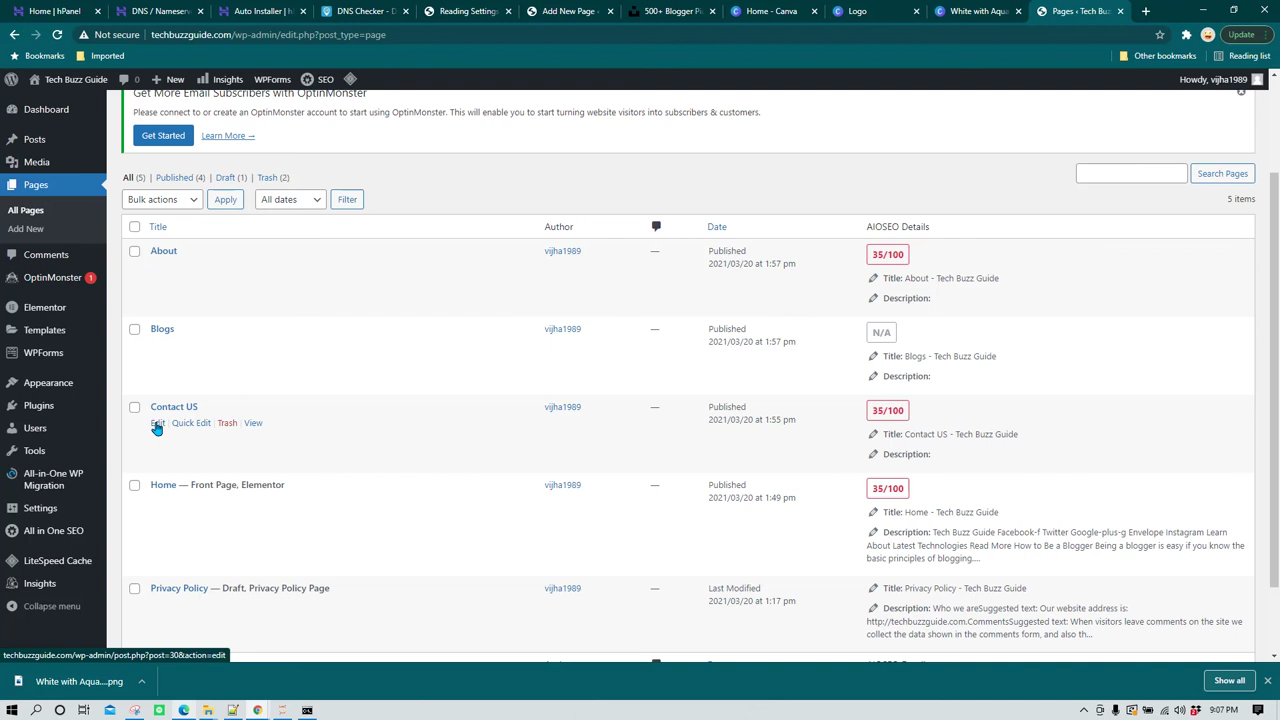 Home | hPanel
Installatio
Auto Installer | h
DNS Checker - D
Reading Settings
Add New Page
500+ Blogger Pi
Home - Canva
Logo
White with Aqua
Pages ‹ Tech Buz
Not secure
techbuzzguide.com/wp-admin/edit.php?post_type=page
Update
Bookmarks
Imported
Other bookmarks
Reading list
Tech Buzz Guide
0
New
Insights
WPForms
SEO
Howdy, vijha1989
Dashboard
Posts
Media
Pages
All Pages
Add New
Comments
OptinMonster 1
Elementor
Templates
WPForms
Appearance
Plugins
Users
Tools
All-in-One WP
Migration
Settings
All in One SEO
LiteSpeed Cache
Insights
Collapse menu
Get More Email Subscribers with OptinMonster
Please connect to or create an OptinMonster account to start using OptinMonster. This will enable you to start turning website visitors into subscribers & customers.
Get Started
Learn More →
All (5) | Published (4) | Draft (1) | Trash (2)
Search Pages
Bulk actions
Apply
All dates
Filter
5 items
Title
Author
Date
AIOSEO Details
About
vijha1989
—
Published
2021/03/20 at 1:57 pm
35/100
Title: About - Tech Buzz Guide
Description:
Blogs
vijha1989
—
Published
2021/03/20 at 1:57 pm
N/A
Title: Blogs - Tech Buzz Guide
Description:
Contact US
Edit | Quick Edit | Trash | View
vijha1989
—
Published
2021/03/20 at 1:55 pm
35/100
Title: Contact US - Tech Buzz Guide
Description:
Home — Front Page, Elementor
vijha1989
—
Published
2021/03/20 at 1:49 pm
35/100
Title: Home - Tech Buzz Guide
Description: Tech Buzz Guide Facebook-f Twitter Google-plus-g Envelope Instagram Learn
About Latest Technologies Read More How to Be a Blogger Being a blogger is easy if you know the
basic principles of blogging....
Privacy Policy — Draft, Privacy Policy Page
vijha1989
—
Last Modified
2021/03/20 at 1:17 pm
Title: Privacy Policy - Tech Buzz Guide
Description: Who we areSuggested text: Our website address is:
http://techbuzzguide.com.CommentsSuggested text: When visitors leave comments on the site we
collect the data shown in the comments form, and also th...
techbuzzguide.com/wp-admin/post.php?post=30&action=edit
White with Aqua....png
Show all
9:07 PM